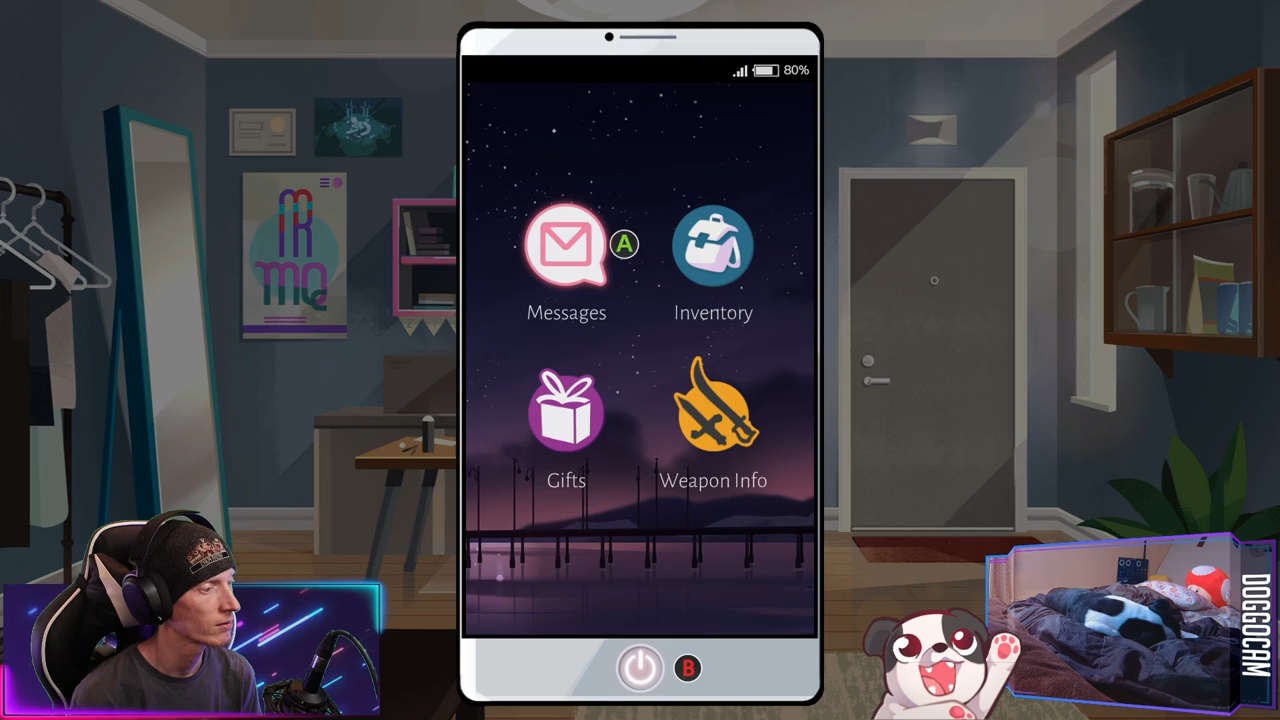 80%
A
Messages
Inventory
Gifts
Weapon Info
B
DOGGOCAM